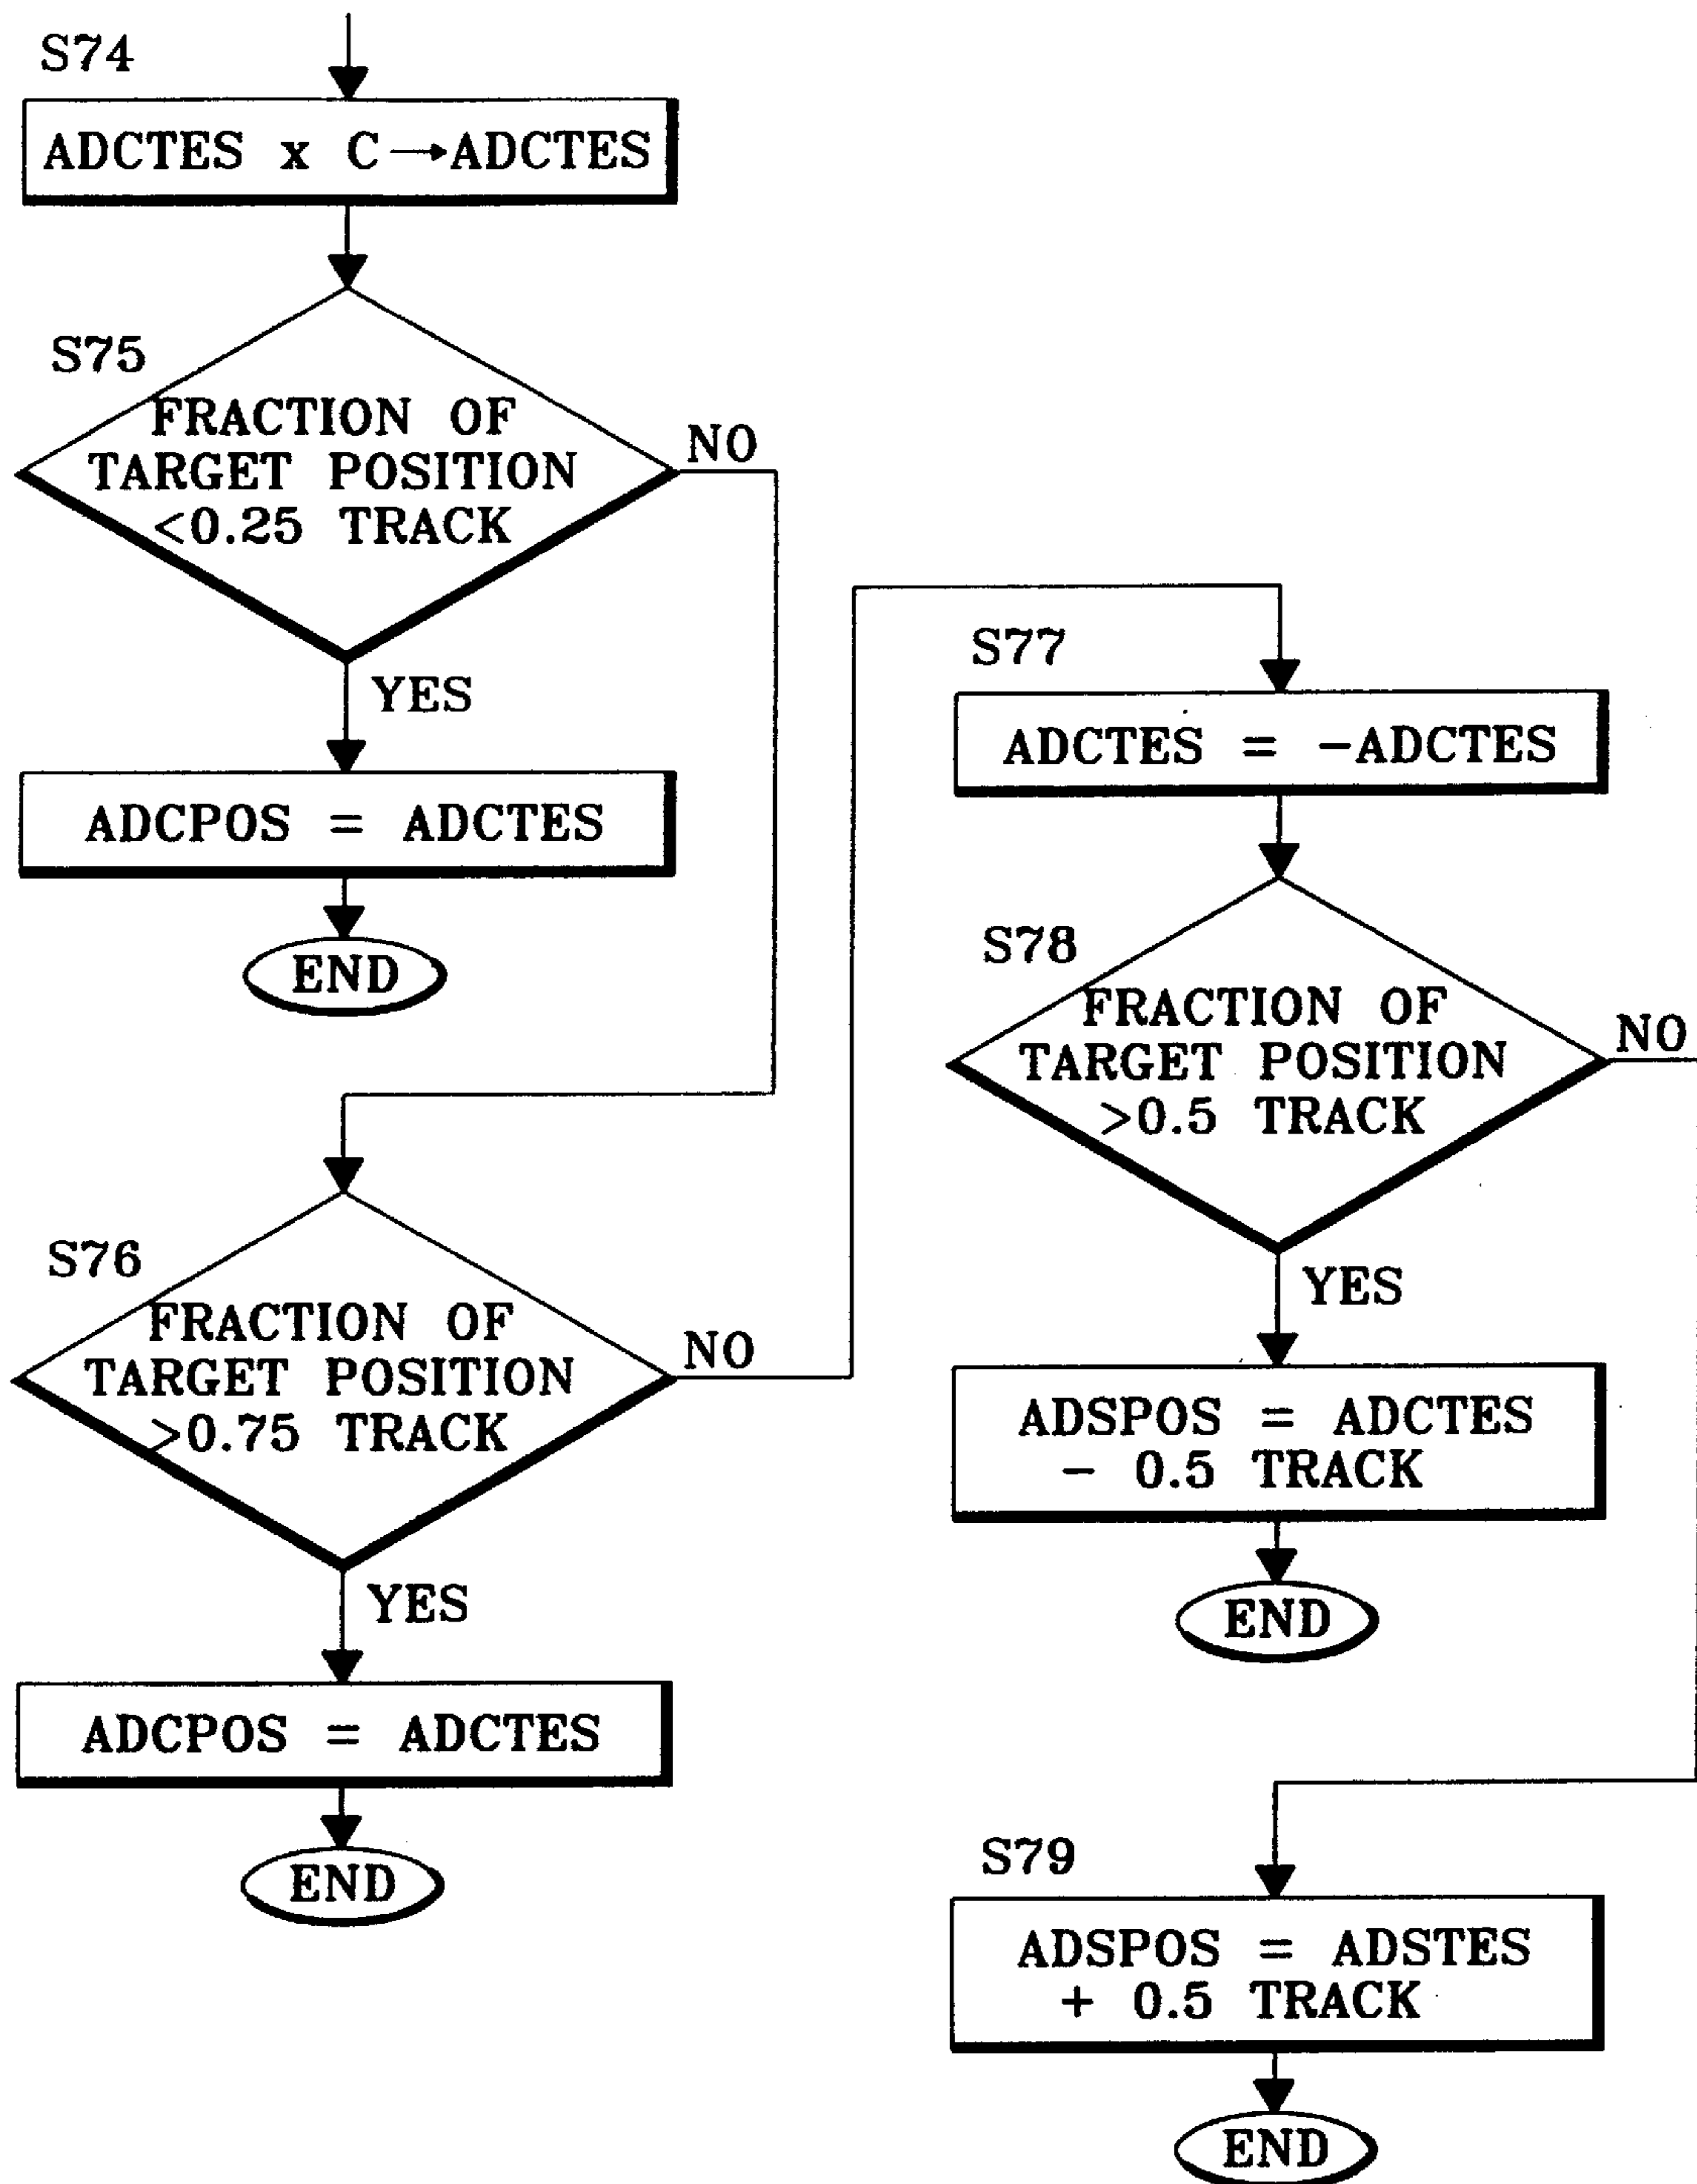 S74
ADCTES x C→ADCTES
S75
FRACTION OF
TARGET POSITION
<0.25 TRACK
NO
YES
ADCPOS = ADCTES
END
S76
FRACTION OF
TARGET POSITION
>0.75 TRACK
NO
YES
ADCPOS = ADCTES
END
S77
ADCTES = -ADCTES
S78
FRACTION OF
TARGET POSITION
>0.5 TRACK
NO
YES
ADSPOS = ADCTES
- 0.5 TRACK
END
S79
ADSPOS = ADSTES
+ 0.5 TRACK
END